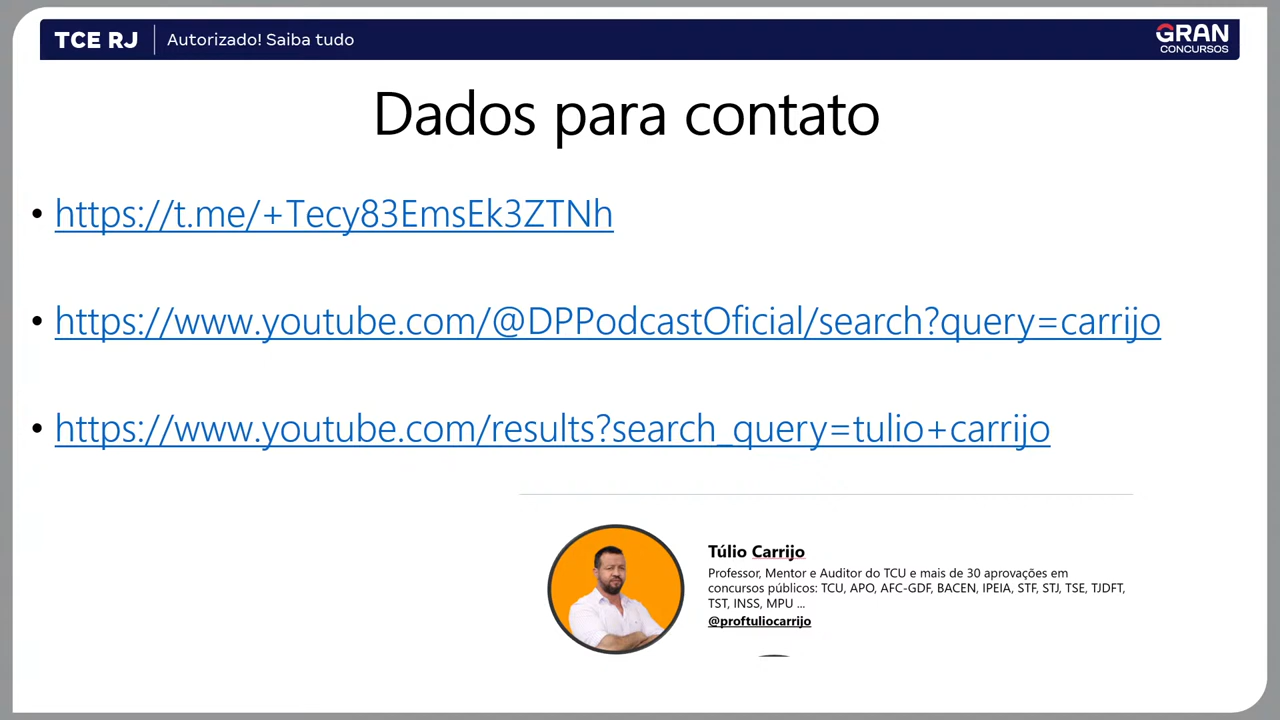 TCE RJ
Autorizado! Saiba tudo
GRAN
CONCURSOS
Dados para contato
• https://t.me/+Tecy83EmsEk3ZTNh
• https://www.youtube.com/@DPPodcastOficial/search?query=carrijo
• https://www.youtube.com/results?search_query=tulio+carrijo
Túlio Carrijo
Professor, Mentor e Auditor do TCU e mais de 30 aprovações em
concursos públicos: TCU, APO, AFC-GDF, BACEN, IPEIA, STF, STJ, TSE, TJDFT,
TST, INSS, MPU ...
@proftuliocarrijo